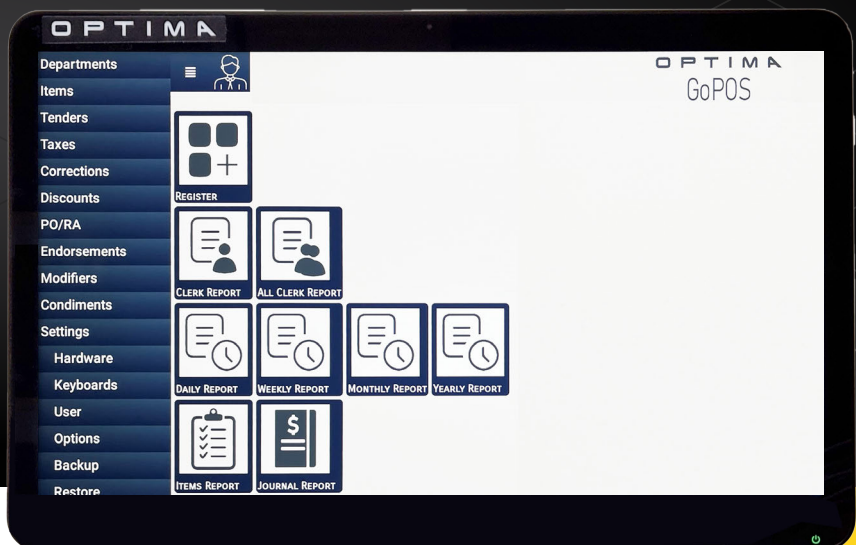 OPTIMA
Departments
Items
Tenders
Taxes
Corrections
Discounts
PO/RA
Endorsements
Modifiers
Condiments
Settings
Hardware
Keyboards
User
Options
Backup
Restore
OPTIMA
GoPOS
REGISTER
CLERK REPORT
ALL CLERK REPORT
DAILY REPORT
WEEKLY REPORT
MONTHLY REPORT
YEARLY REPORT
$
ITEMS REPORT
JOURNAL REPORT